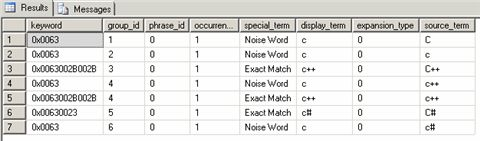 Results Messages
keyword group_id phrase_id occurren... special_term display_term expansion_type source_term
1 0x0063 1 0 1 Noise Word c 0 C
2 0x0063 2 0 1 Noise Word c 0 c
3 0x0063002B002B 3 0 1 Exact Match c++ 0 C++
4 0x0063 4 0 1 Noise Word c 0 c++
5 0x0063002B002B 4 0 1 Exact Match c++ 0 c++
6 0x00630023 5 0 1 Exact Match c# 0 C#
7 0x0063 6 0 1 Noise Word c 0 c#